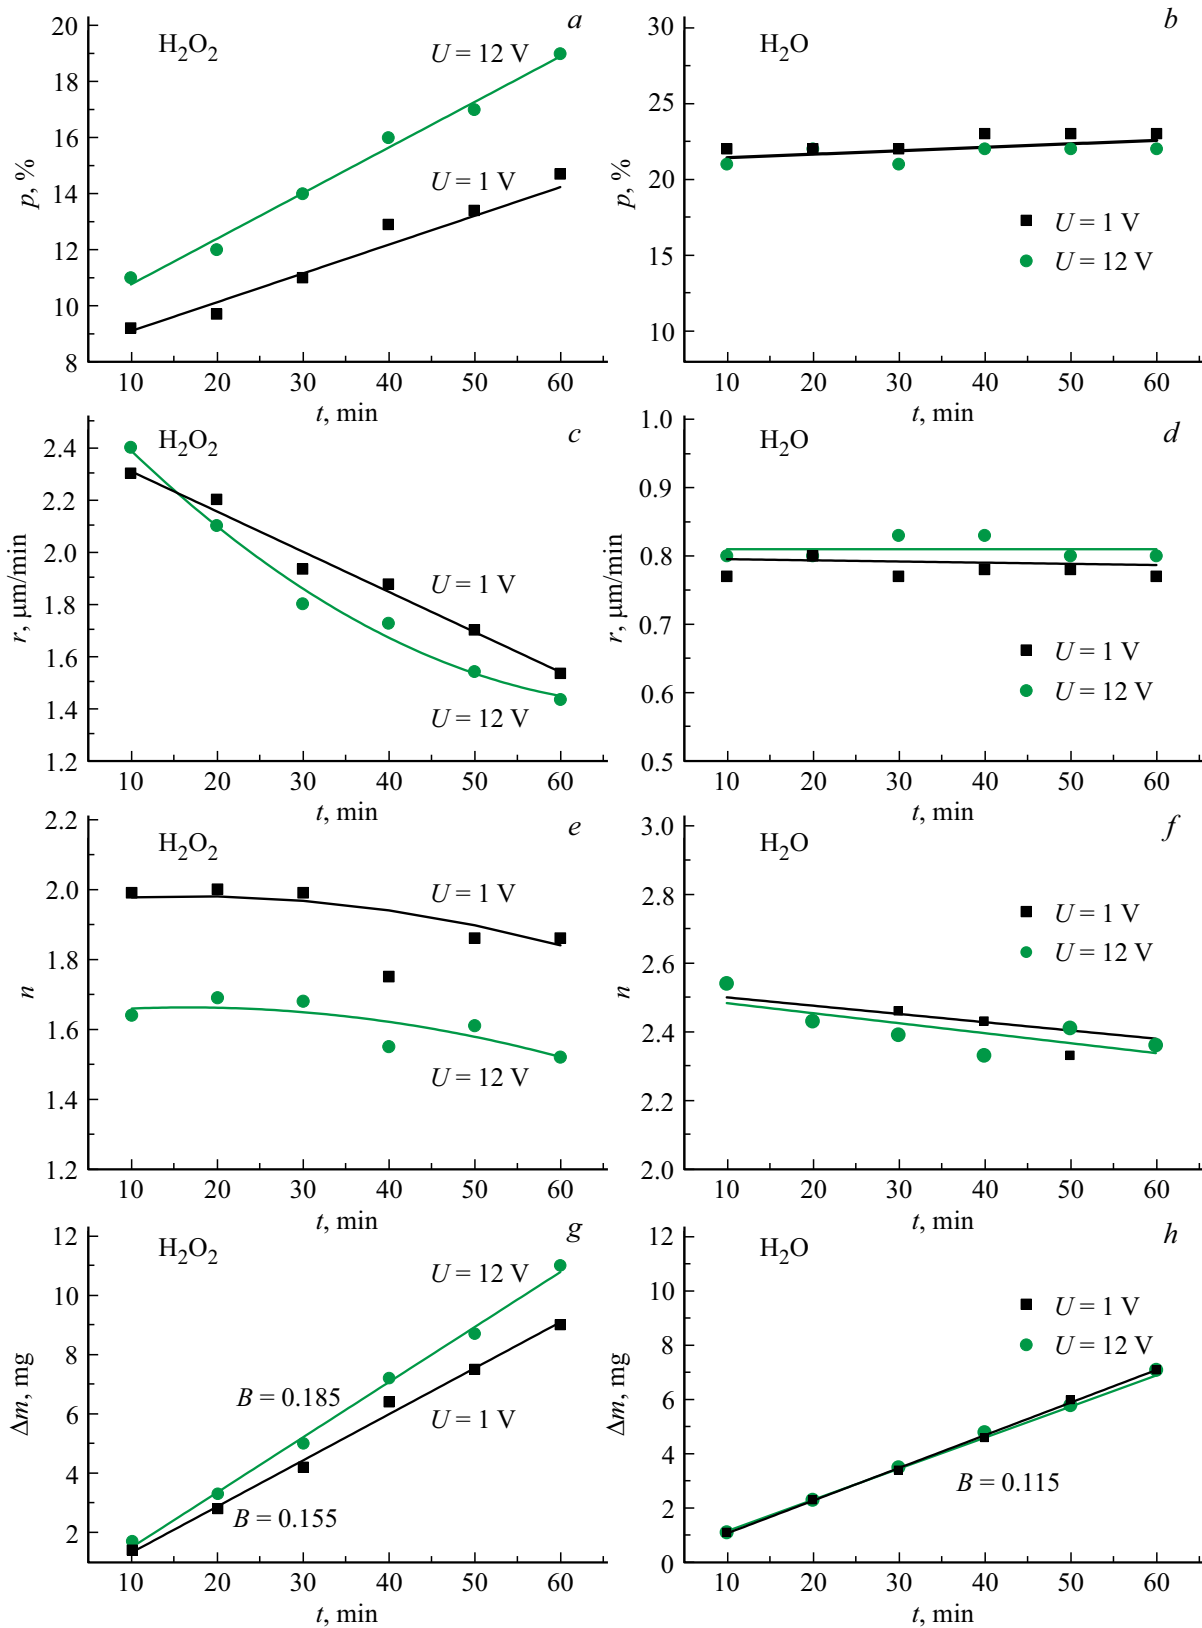 a
H₂O₂
U = 12 V
U = 1 V
p, %
20
18
16
14
12
10
8
10 20 30 40 50 60
t, min
b
H₂O
U = 1 V
U = 12 V
p, %
30
25
20
23
10
10 20 30 40 50 60
t, min
c
H₂O₂
U = 1 V
U = 12 V
r, μm/min
2.4
2.2
2.0
1.8
1.6
1.4
1.2
10 20 30 40 50 60
t, min
d
H₂O
U = 1 V
U = 12 V
r, μm/min
1.0
0.9
0.8
0.7
0.6
0.5
10 20 30 40 50 60
t, min
e
H₂O₂
U = 1 V
U = 12 V
n
2.2
2.0
1.8
1.6
1.4
1.2
10 20 30 40 50 60
t, min
f
H₂O
U = 1 V
U = 12 V
n
3.0
2.8
2.6
2.4
2.2
2.0
10 20 30 40 50 60
t, min
g
H₂O₂
U = 12 V
B = 0.185
U = 1 V
B = 0.155
Δm, mg
12
10
8
6
4
2
10 20 30 40 50 60
t, min
h
H₂O
U = 1 V
U = 12 V
B = 0.115
Δm, mg
12
10
8
6
4
2
0
10 20 30 40 50 60
t, min